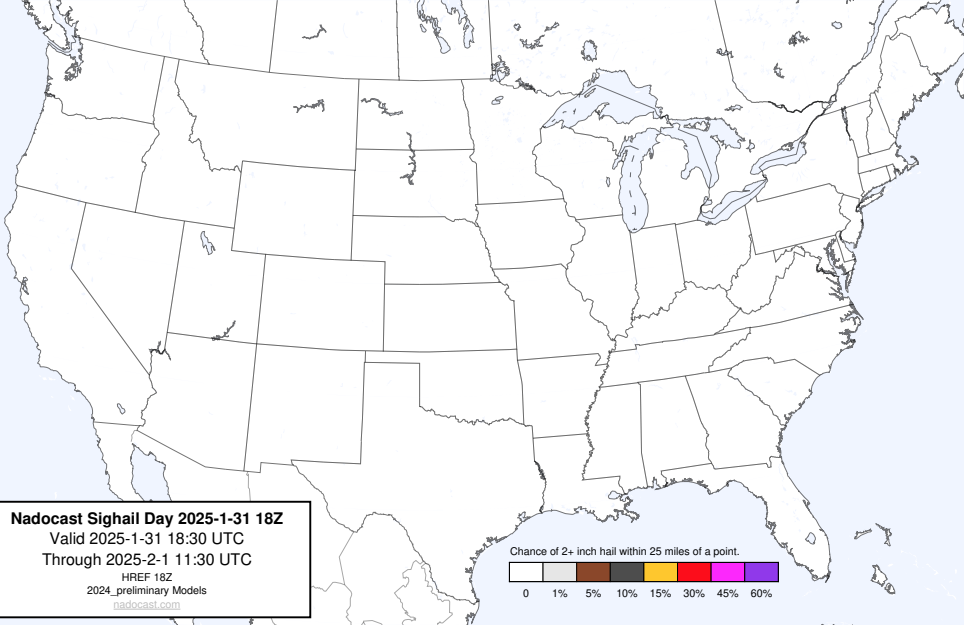 Nadocast Sighail Day 2025-1-31 18Z
Valid 2025-1-31 18:30 UTC
Through 2025-2-1 11:30 UTC
HREF 18Z
2024_preliminary Models
nadocast.com
Chance of 2+ inch hail within 25 miles of a point.
0 1% 5% 10% 15% 30% 45% 60%